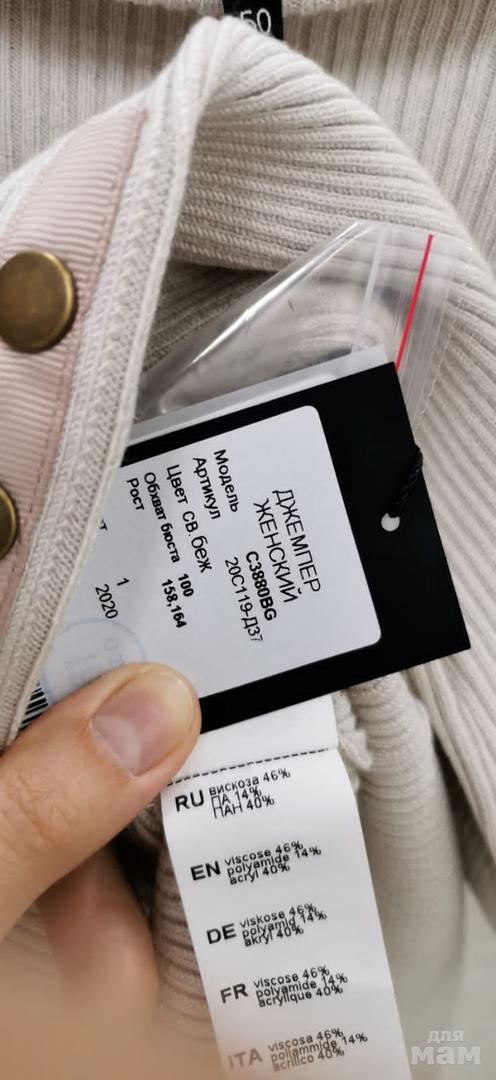 50
ДЖЕМПЕР
ЖЕНСКИЙ
Модель С3880BG
Артикул 20С119-Д37
Цвет СВ. беж
Обхват бюста 100
Рост 158,164
1
2020
RU вискоза 46%
ПА 14%
ПАН 40%
EN viscose 46%
polyamide 14%
acryl 40%
DE viskose 46%
polyamid 14%
akryl 40%
FR viscose 46%
polyamide 14%
acrylique 40%
ITA viscosa 46%
poliammide 14%
acrilico 40%
для
мам